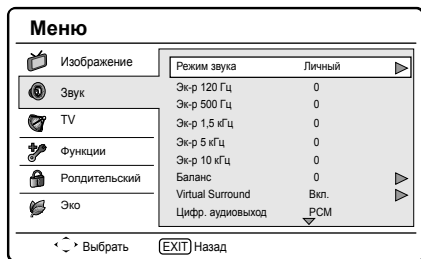 Меню
Изображение
Звук
TV
Функции
Ролдительский
Эко
Режим звука Личный
Эк-р 120 Гц 0
Эк-р 500 Гц 0
Эк-р 1,5 кГц 0
Эк-р 5 кГц 0
Эк-р 10 кГц 0
Баланс 0
Virtual Surround Вкл.
Цифр. аудиовыход PCM
Выбрать EXIT Назад